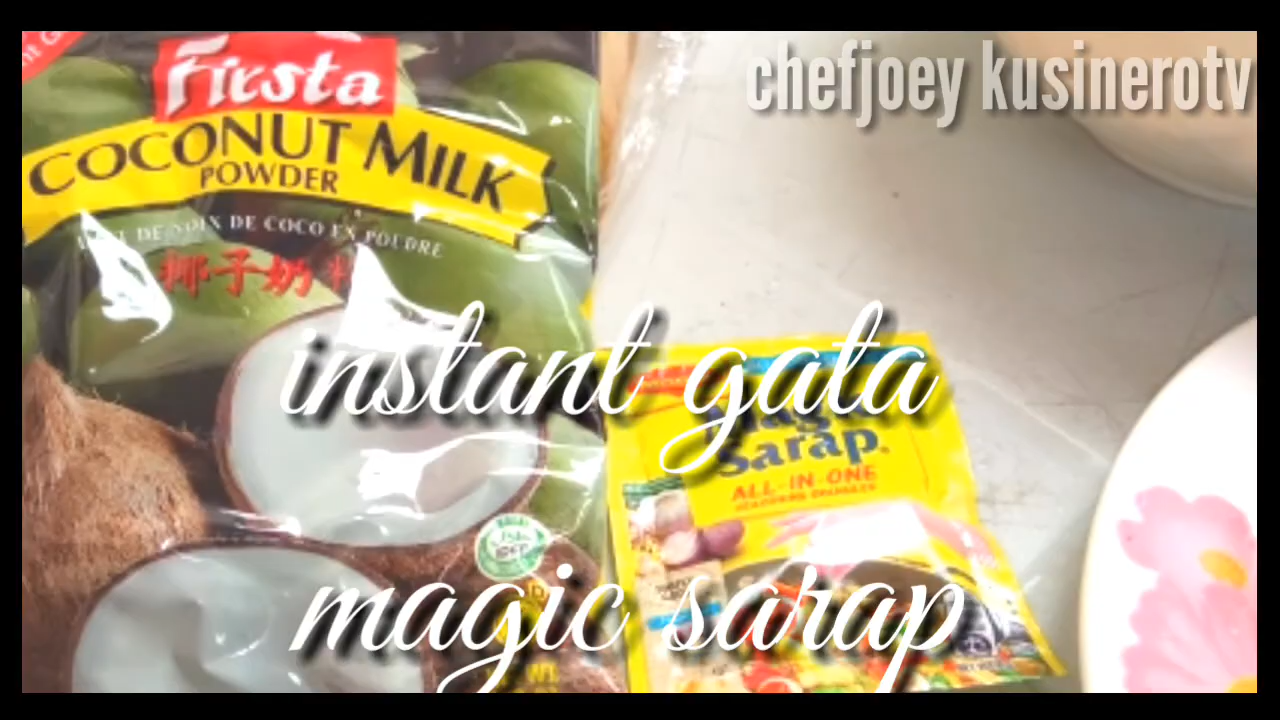 chefjoey kusinerotv
Fiesta
COCONUT MILK
POWDER
DE NOIX DE COCO EN POUDRE
椰子奶
instant gata
Magic
Sarap
ALL-IN-ONE
magic sarap